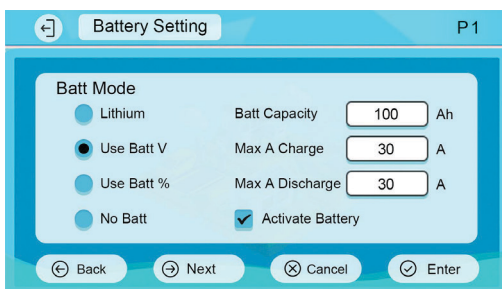 Battery Setting P1
Batt Mode
Lithium Batt Capacity 100 Ah
Use Batt V Max A Charge 30 A
Use Batt % Max A Discharge 30 A
No Batt Activate Battery
Back Next Cancel Enter